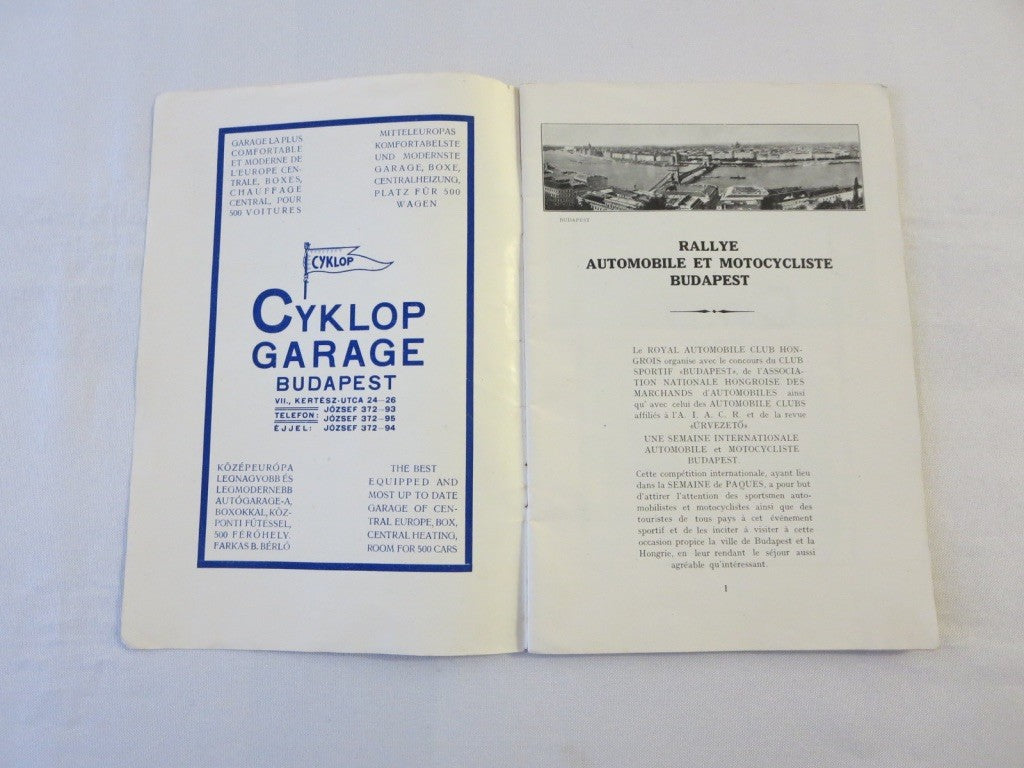 GARAGE LA PLUS
COMFORTABLE
ET MODERNE DE
L'EUROPE CEN-
TRALE, BOXES,
CHAUFFAGE
CENTRAL, POUR
500 VOITURES
MITTELEUROPAS
KOMFORTABELSTE
UND MODERNSTE
GARAGE, BOXE,
CENTRALHEIZUNG,
PLATZ FÜR 500
WAGEN
CYKLOP
CYKLOP
GARAGE
BUDAPEST
VII., KERTÉSZ-UTCA 24—26
TELEFON: JÓZSEF 372—93
JÓZSEF 372—95
ÉJJEL: JÓZSEF 372—94
KÖZÉPEURÓPA
LEGNAGYOBB ÉS
LEGMODERNEBB
AUTÓGARAGE-A,
BOXOKKAL, KÖZ-
PONTI FŰTÉSSEL,
500 FÉRŐHELY.
FARKAS B. BÉRLŐ
THE BEST
EQUIPPED AND
MOST UP TO DATE
GARAGE OF CEN-
TRAL EUROPE, BOX,
CENTRAL HEATING,
ROOM FOR 500 CARS
BUDAPEST
RALLYE
AUTOMOBILE ET MOTOCYCLISTE
BUDAPEST
Le ROYAL AUTOMOBILE CLUB HON-
GROIS organise avec le concours du CLUB
SPORTIF «BUDAPEST», de l'ASSOCIA-
TION NATIONALE HONGROISE DES
MARCHANDS d'AUTOMOBILES ainsi
qu' avec celui des AUTOMOBILE CLUBS
affiliés à l'A. I. A. C. R. et de la revue
«ÚRVEZETŐ»
UNE SEMAINE INTERNATIONALE
AUTOMOBILE et MOTOCYCLISTE
BUDAPEST.
Cette compétition internationale, ayant lieu
dans la SEMAINE de PAQUES, a pour but
d'attirer l'attention des sportsmen auto-
mobilistes et motocyclistes ainsi que des
touristes de tous pays à cet événement
sportif et de les inciter à visiter à cette
occasion propice la ville de Budapest et la
Hongrie, en leur rendant le séjour aussi
agréable qu'intéressant.
1